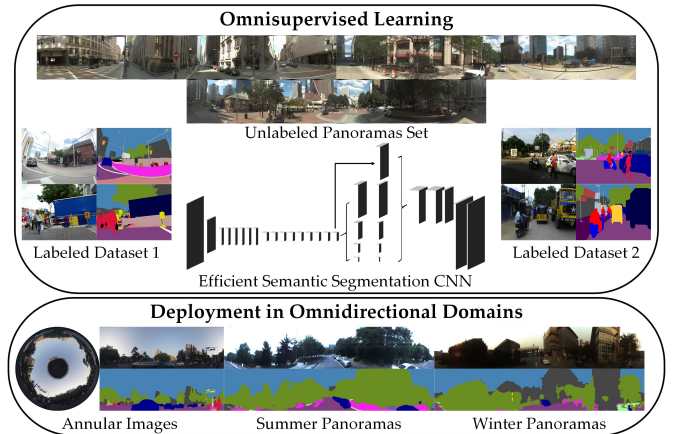 Omnisupervised Learning
Unlabeled Panoramas Set
Labeled Dataset 1
Labeled Dataset 2
Efficient Semantic Segmentation CNN
Deployment in Omnidirectional Domains
Annular Images
Summer Panoramas
Winter Panoramas